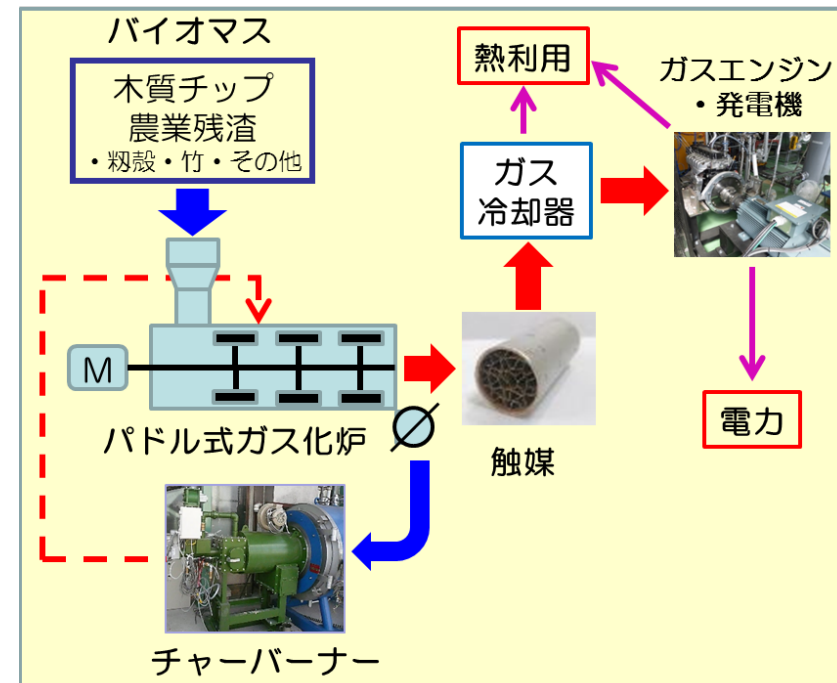 バイオマス
木質チップ
農業残渣
・籾殻・竹・その他
熱利用
ガスエンジン
・発電機
ガス
冷却器
M
パドル式ガス化炉
触媒
電力
チャーバーナー